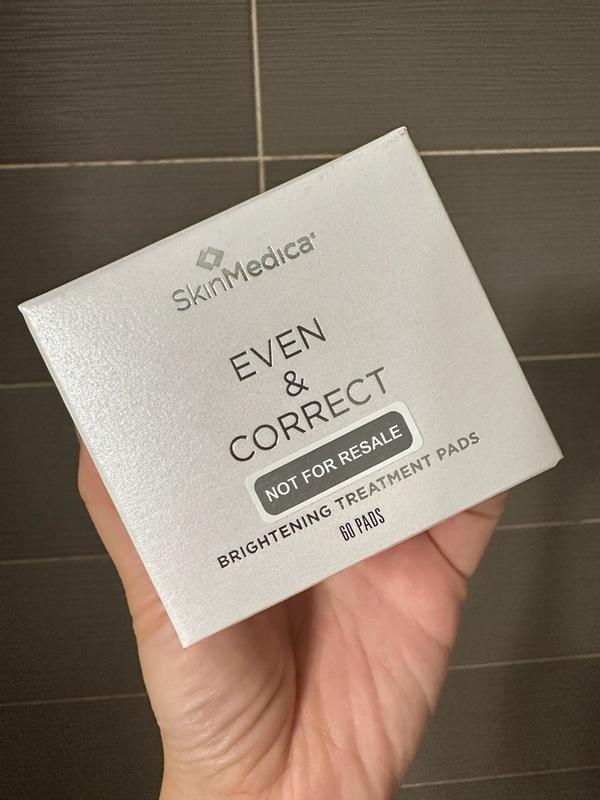 SkinMedica®
EVEN
&
CORRECT
NOT FOR RESALE
BRIGHTENING TREATMENT PADS
60 PADS